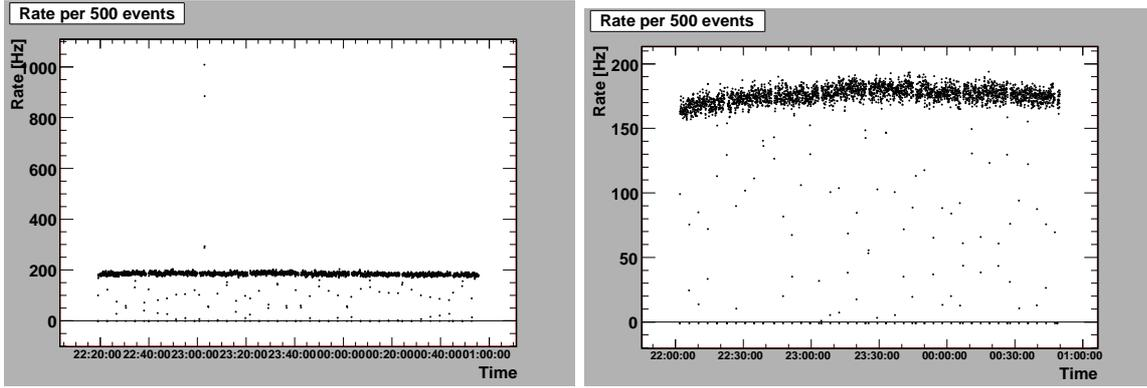 Rate per 500 events
Rate [Hz]
1000
800
600
400
200
0
22:20:00 22:40:00 23:00:00 23:20:00 23:40:00 00:00:00 00:20:00 00:40:00 01:00:00
Time
Rate per 500 events
Rate [Hz]
200
150
100
50
0
22:00:00 22:30:00 23:00:00 23:30:00 00:00:00 00:30:00 01:00:00
Time